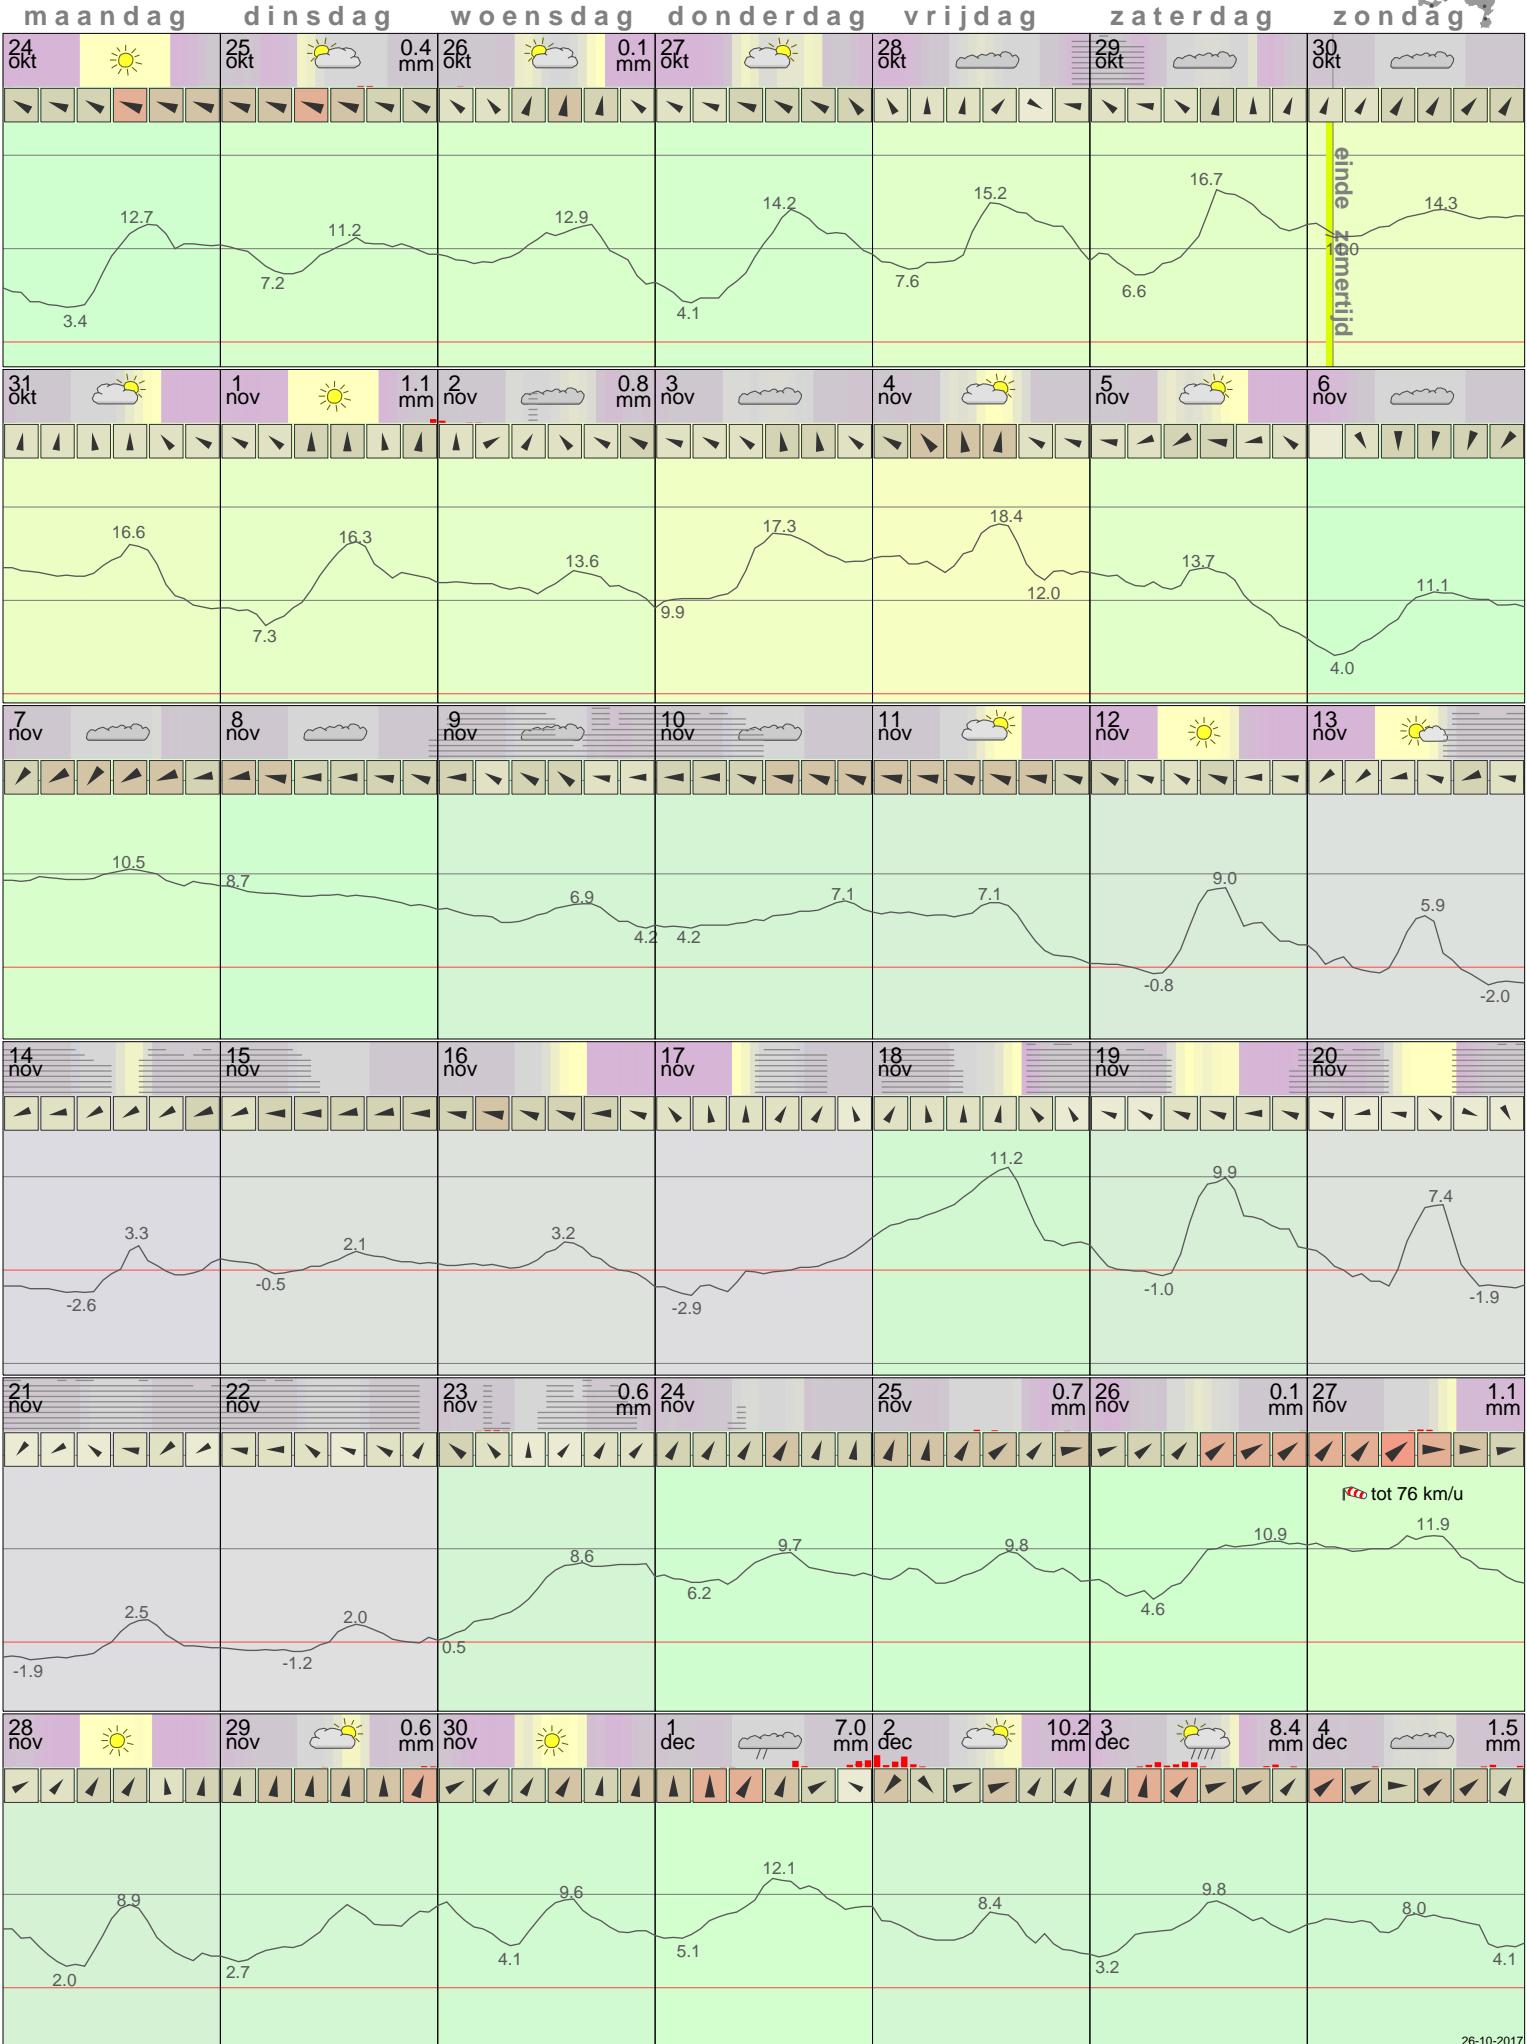 maandag dinsdag woensdag donderdag vrijdag zaterdag zondag
24 25 0.4 26 0.1 27 28 29 30
okt okt mm okt mm okt okt okt okt
12.7 11.2 12.9 14.2 15.2 16.7 14.3
3.4 7.2 4.1 7.6 6.6 10.0
einde zomertijd
31 1 1.1 2 0.8 3 4 5 6
okt nov mm nov mm nov nov nov nov
16.6 16.3 13.6 17.3 18.4 13.7 11.1
7.3 9.9 12.0 4.0
7 8 9 10 11 12 13
nov nov nov nov nov nov nov
10.5 8.7 6.9 7.1 7.1 9.0 5.9
4.2 4.2 -0.8 -2.0
14 15 16 17 18 19 20
nov nov nov nov nov nov nov
3.3 2.1 3.2 11.2 9.9 7.4
-2.6 -0.5 -2.9 -1.0 -1.9
21 22 23 0.6 24 25 0.7 26 0.1 27 1.1
nov nov nov mm nov nov mm nov mm nov mm
tot 76 km/u
2.5 2.0 8.6 9.7 9.8 10.9 11.9
-1.9 -1.2 0.5 6.2 4.6
28 29 0.6 30 1 7.0 2 10.2 3 8.4 4 1.5
nov nov mm nov dec mm dec mm dec mm dec mm
8.9 9.6 12.1 8.4 9.8 8.0
2.0 2.7 4.1 5.1 3.2 4.1
26-10-2017